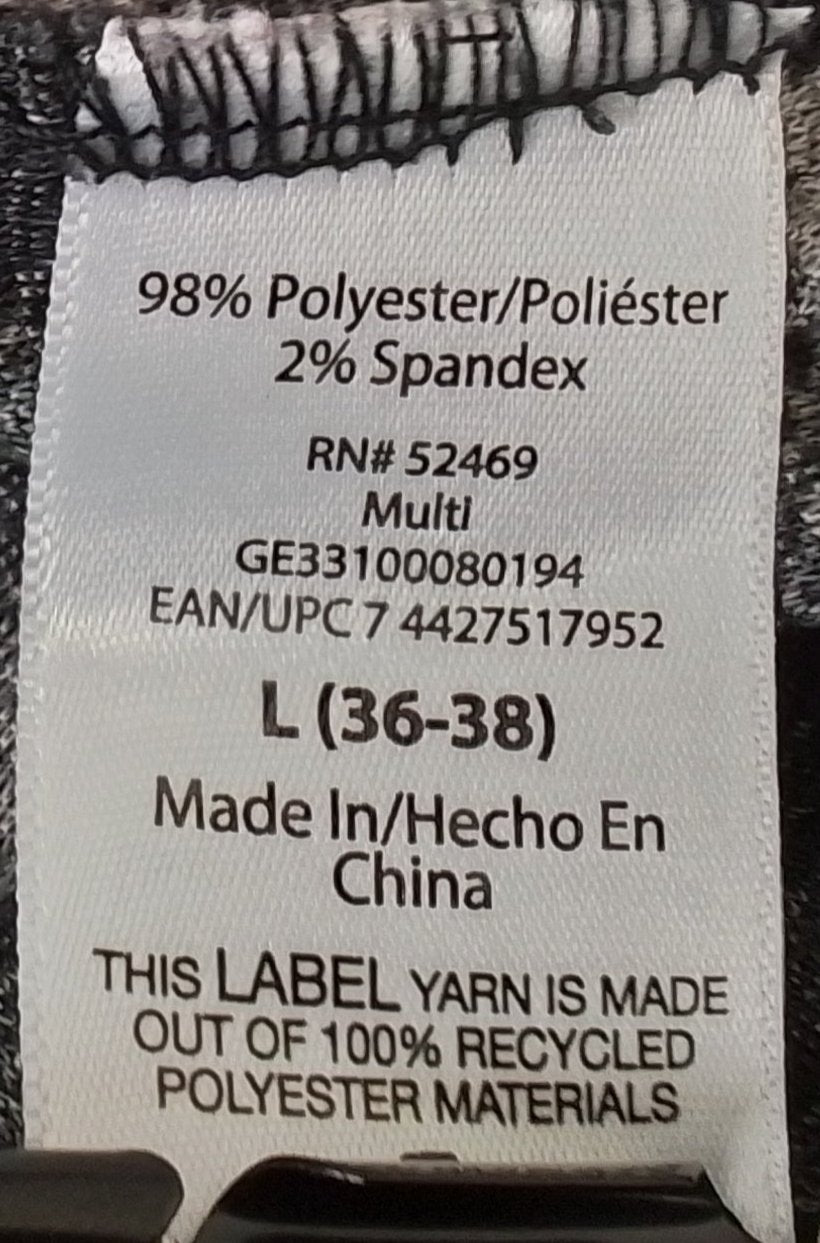 98% Polyester/Poliéster
2% Spandex
RN# 52469
Multi
GE33100080194
EAN/UPC 7 4427517952
L (36-38)
Made In/Hecho En
China
THIS LABEL YARN IS MADE
OUT OF 100% RECYCLED
POLYESTER MATERIALS